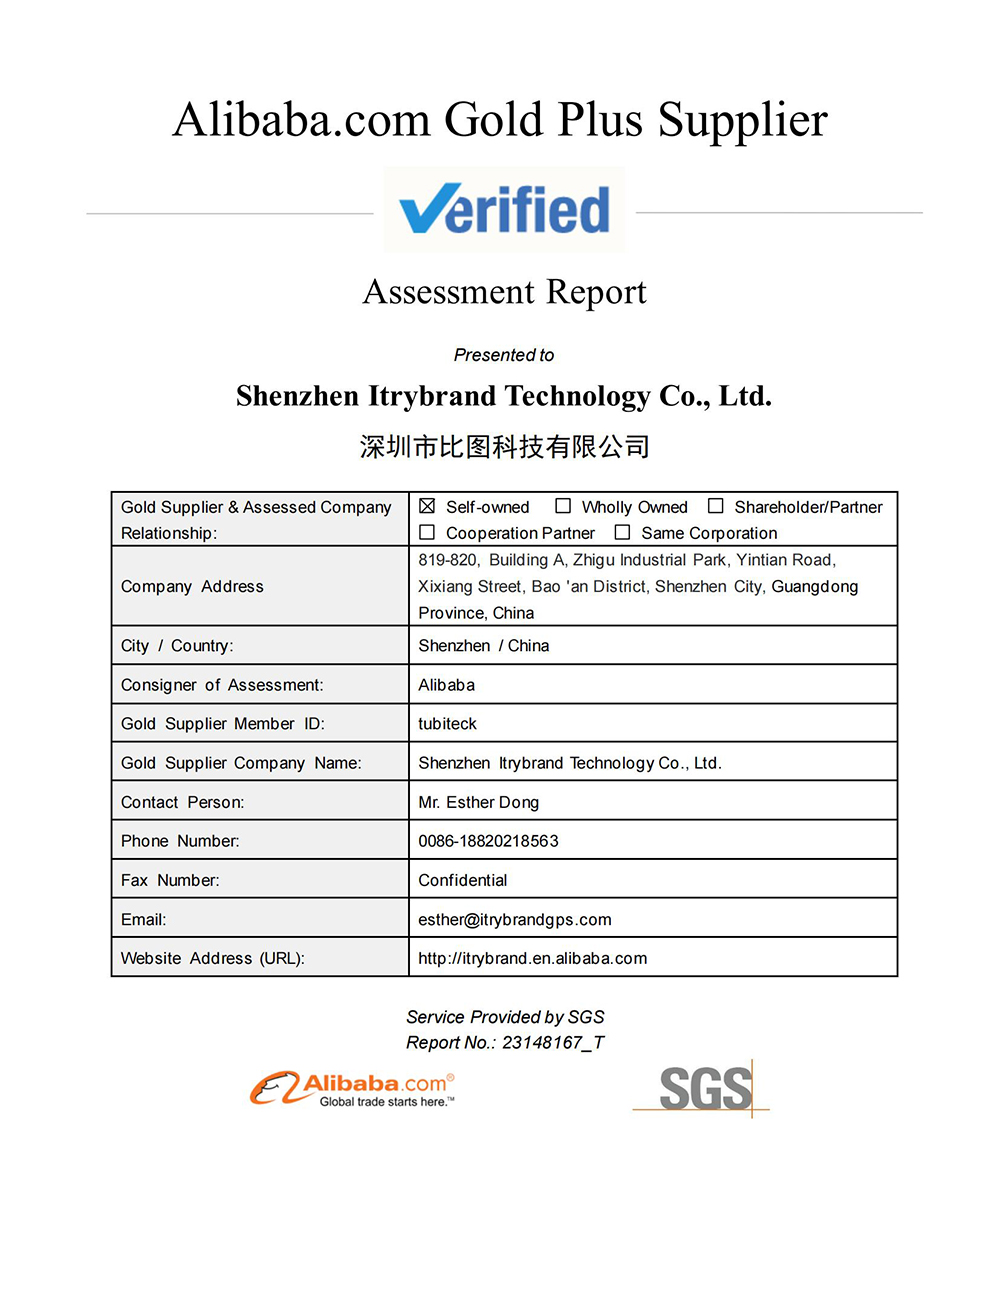 Alibaba.com Gold Plus Supplier
Verified
Assessment Report
Presented to
Shenzhen Itrybrand Technology Co., Ltd.
深圳市比图科技有限公司
Gold Supplier & Assessed Company Relationship:
☒ Self-owned ☐ Wholly Owned ☐ Shareholder/Partner
☐ Cooperation Partner ☐ Same Corporation
Company Address
819-820, Building A, Zhigu Industrial Park, Yintian Road,
Xixiang Street, Bao 'an District, Shenzhen City, Guangdong
Province, China
City / Country:
Shenzhen / China
Consigner of Assessment:
Alibaba
Gold Supplier Member ID:
tubiteck
Gold Supplier Company Name:
Shenzhen Itrybrand Technology Co., Ltd.
Contact Person:
Mr. Esther Dong
Phone Number:
0086-18820218563
Fax Number:
Confidential
Email:
esther@itrybrandgps.com
Website Address (URL):
http://itrybrand.en.alibaba.com
Service Provided by SGS
Report No.: 23148167_T
Alibaba.com®
Global trade starts here.™
SGS